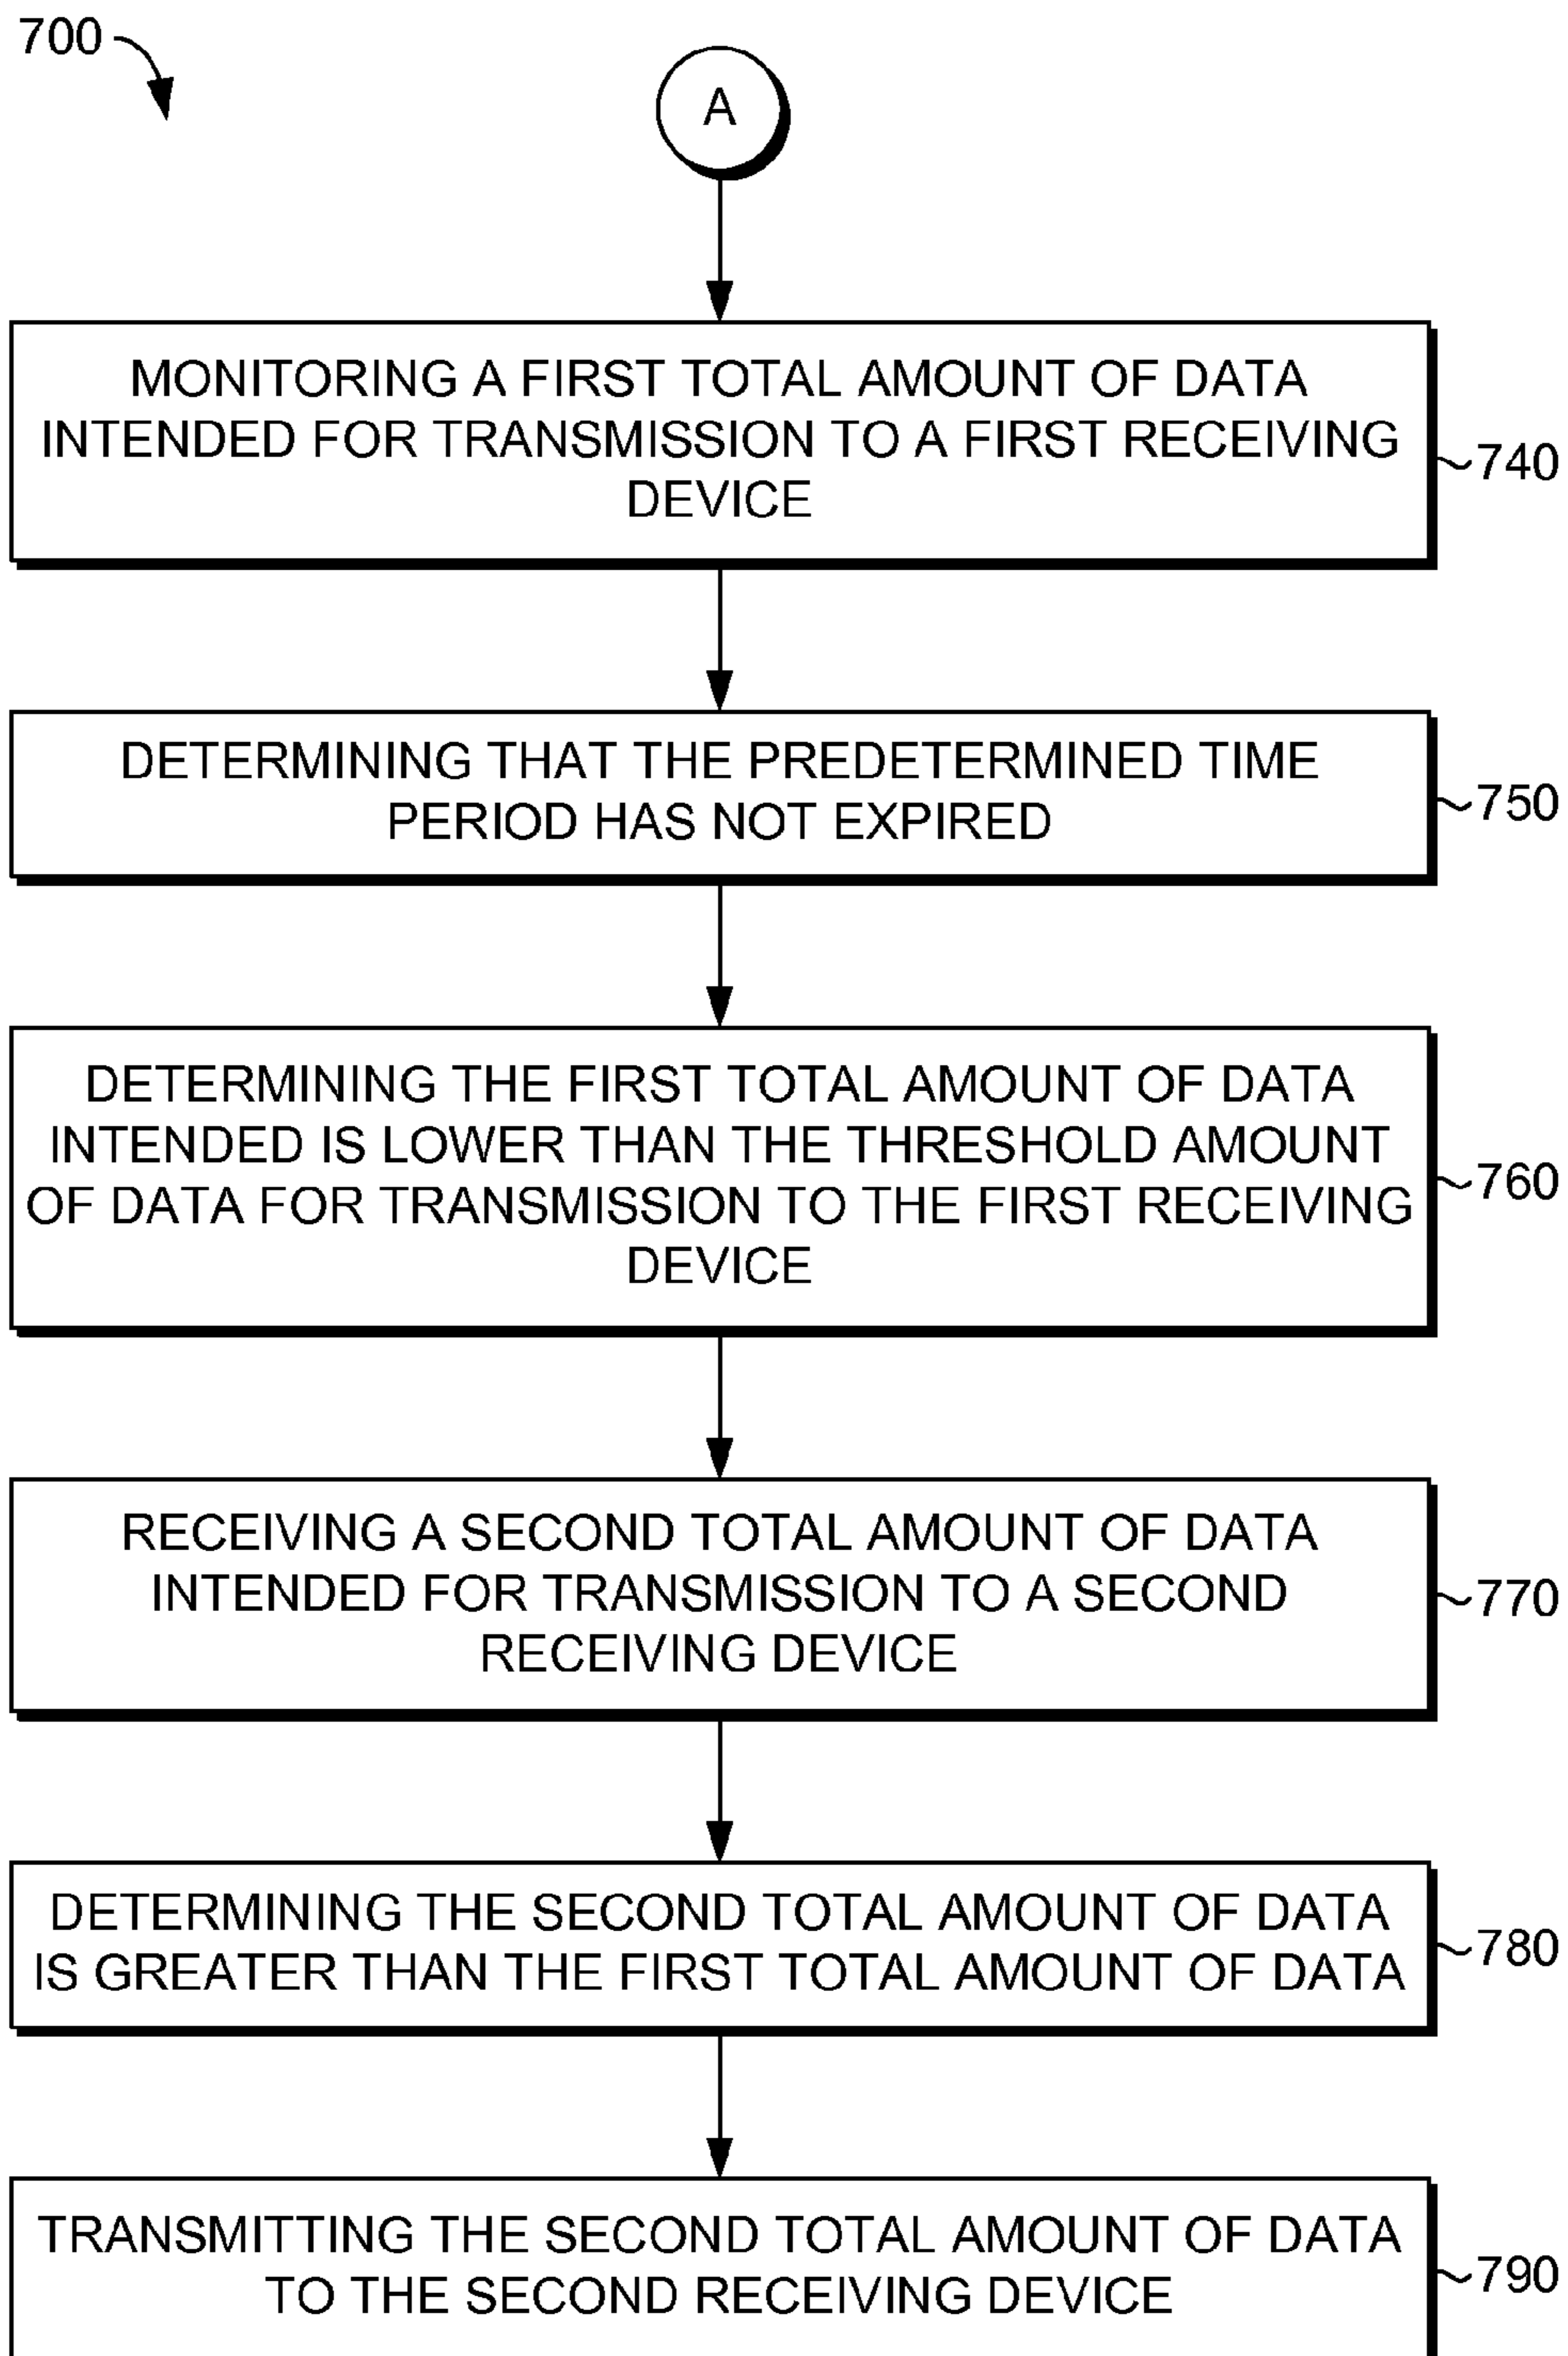 700
A
MONITORING A FIRST TOTAL AMOUNT OF DATA
INTENDED FOR TRANSMISSION TO A FIRST RECEIVING
DEVICE
740
DETERMINING THAT THE PREDETERMINED TIME
PERIOD HAS NOT EXPIRED
750
DETERMINING THE FIRST TOTAL AMOUNT OF DATA
INTENDED IS LOWER THAN THE THRESHOLD AMOUNT
OF DATA FOR TRANSMISSION TO THE FIRST RECEIVING
DEVICE
760
RECEIVING A SECOND TOTAL AMOUNT OF DATA
INTENDED FOR TRANSMISSION TO A SECOND
RECEIVING DEVICE
770
DETERMINING THE SECOND TOTAL AMOUNT OF DATA
IS GREATER THAN THE FIRST TOTAL AMOUNT OF DATA
780
TRANSMITTING THE SECOND TOTAL AMOUNT OF DATA
TO THE SECOND RECEIVING DEVICE
790